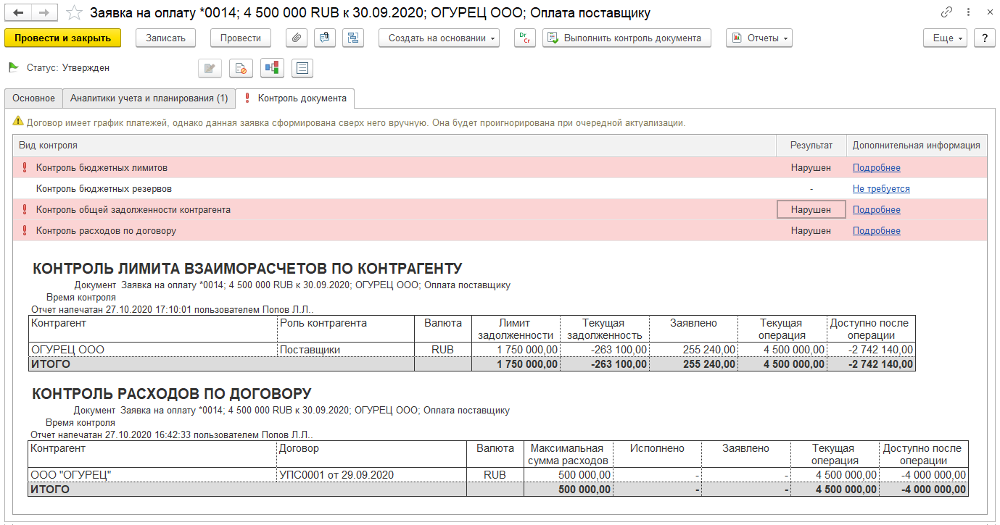 Заявка на оплату *0014; 4 500 000 RUB к 30.09.2020; ОГУРЕЦ ООО; Оплата поставщику
Провести и закрыть Записать Провести Создать на основании Dr Cr Выполнить контроль документа Отчеты Еще ?
Статус: Утвержден
Основное Аналитики учета и планирования (1) Контроль документа
Договор имеет график платежей, однако данная заявка сформирована сверх него вручную. Она будет проигнорирована при очередной актуализации.
Вид контроля Результат Дополнительная информация
Контроль бюджетных лимитов Нарушен Подробнее
Контроль бюджетных резервов - Не требуется
Контроль общей задолженности контрагента Нарушен Подробнее
Контроль расходов по договору Нарушен Подробнее
КОНТРОЛЬ ЛИМИТА ВЗАИМОРАСЧЕТОВ ПО КОНТРАГЕНТУ
Документ Заявка на оплату *0014; 4 500 000 RUB к 30.09.2020; ОГУРЕЦ ООО; Оплата поставщику
Время контроля
Отчет напечатан 27.10.2020 17:10:01 пользователем Попов Л.Л..
Контрагент Роль контрагента Валюта Лимит Текущая Заявлено Текущая Доступно после
задолженности задолженность операция операции
ОГУРЕЦ ООО Поставщики RUB 1 750 000,00 -263 100,00 255 240,00 4 500 000,00 -2 742 140,00
ИТОГО 1 750 000,00 -263 100,00 255 240,00 4 500 000,00 -2 742 140,00
КОНТРОЛЬ РАСХОДОВ ПО ДОГОВОРУ
Документ Заявка на оплату *0014; 4 500 000 RUB к 30.09.2020; ОГУРЕЦ ООО; Оплата поставщику
Время контроля
Отчет напечатан 27.10.2020 16:42:33 пользователем Попов Л.Л..
Контрагент Договор Валюта Максимальная Исполнено Заявлено Текущая Доступно после
сумма расходов операция операции
ООО "ОГУРЕЦ" УПС0001 от 29.09.2020 RUB 500 000,00 - - 4 500 000,00 -4 000 000,00
ИТОГО 500 000,00 - - 4 500 000,00 -4 000 000,00